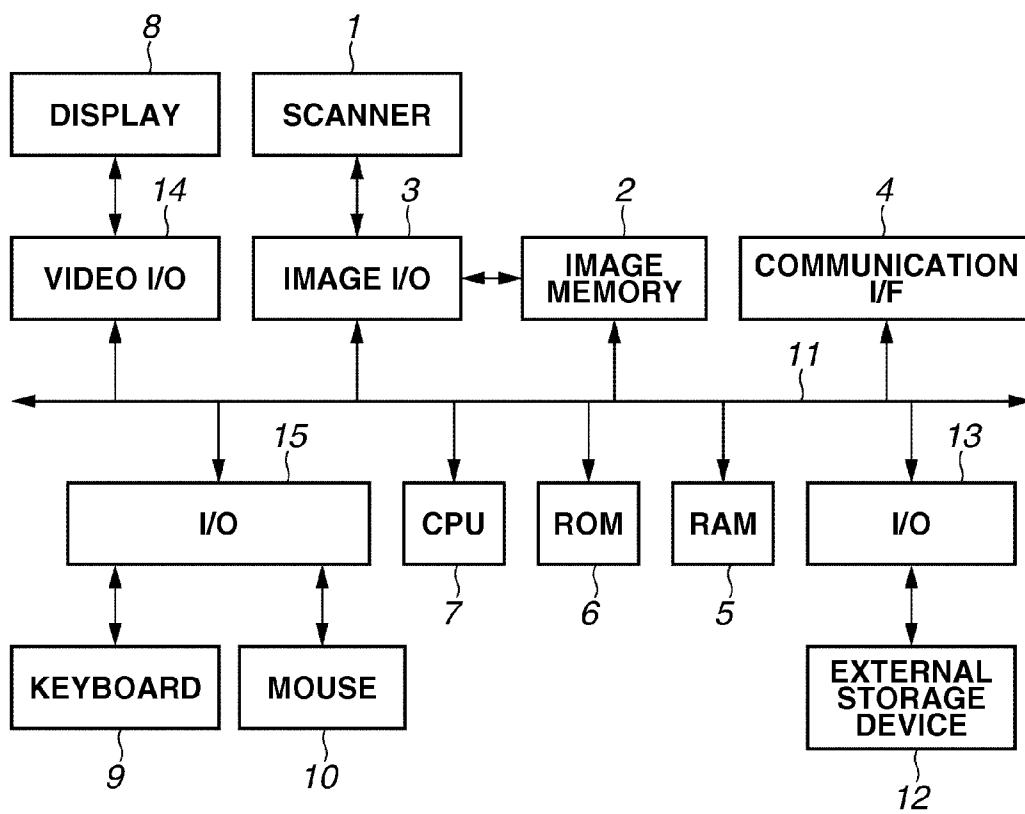 8
1
DISPLAY
SCANNER
14
3
2
4
VIDEO I/O
IMAGE I/O
IMAGE
MEMORY
COMMUNICATION
I/F
11
15
13
I/O
CPU
ROM
RAM
I/O
7
6
5
KEYBOARD
MOUSE
EXTERNAL
STORAGE
DEVICE
9
10
12